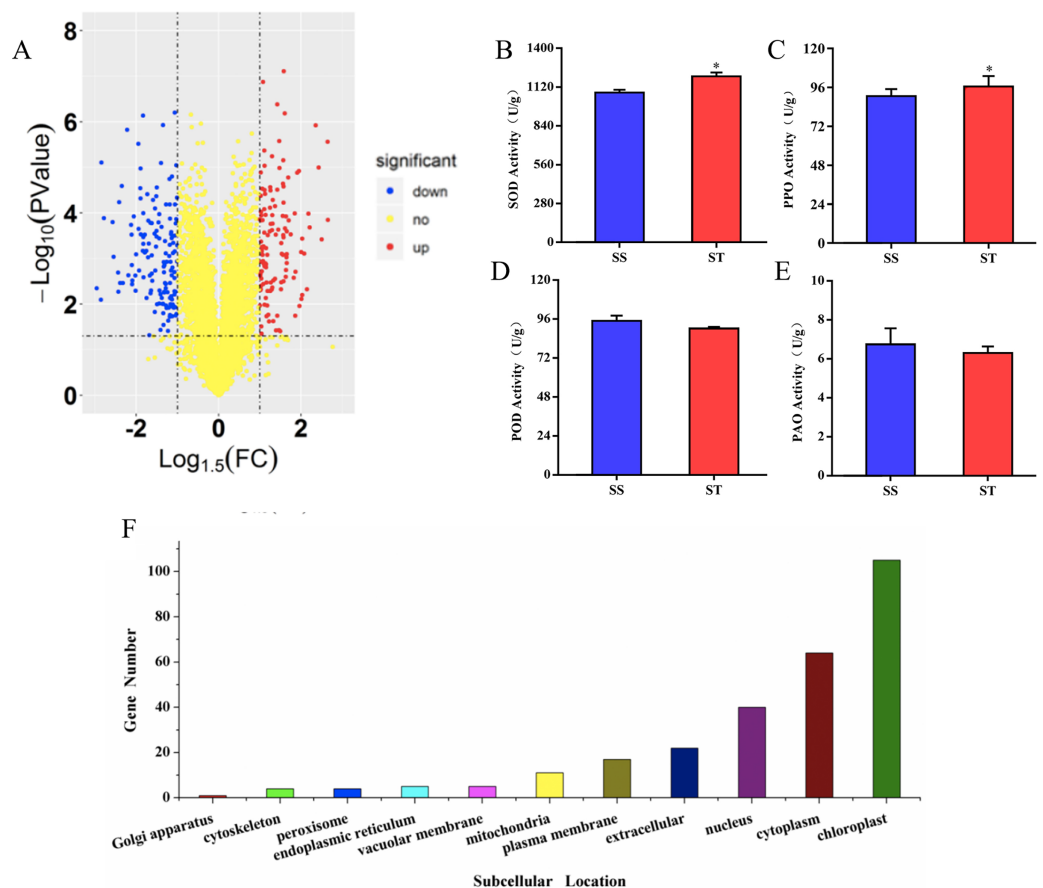 A
8
6
4
2
0
−Log10(PValue)
-2
0
2
Log1.5(FC)
significant
down
no
up
B
1400
1120
840
560
280
0
SOD Activity（U/g）
*
SS
ST
C
120
96
72
48
24
0
PPO Activity（U/g）
*
SS
ST
D
120
96
72
48
24
0
POD Activity（U/g）
SS
ST
E
10
8
6
4
2
0
PAO Activity（U/g）
SS
ST
F
100
80
60
40
20
0
Gene Number
Golgi apparatus
cytoskeleton
peroxisome
endoplasmic reticulum
vacuolar membrane
mitochondria
plasma membrane
extracellular
nucleus
cytoplasm
chloroplast
Subcellular Location